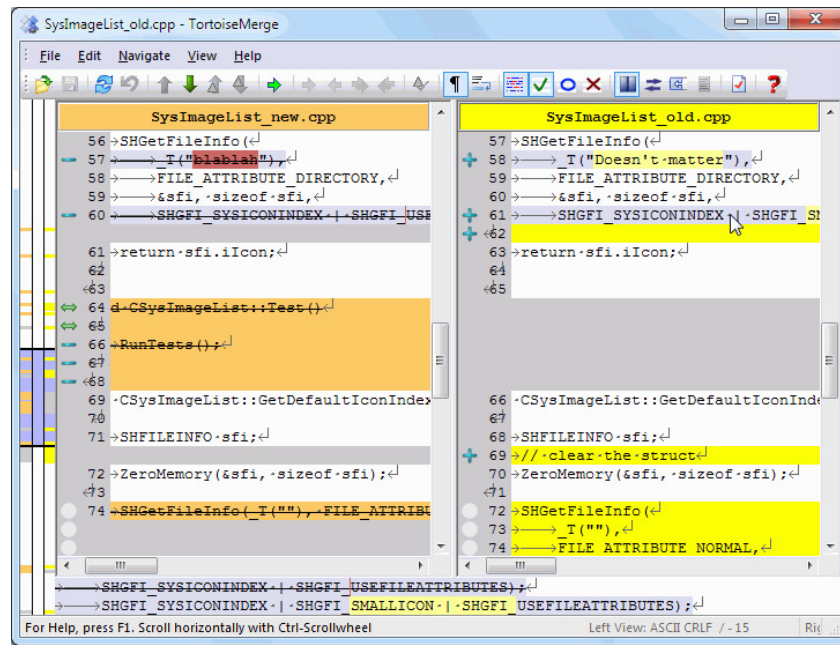 SysImageList_old.cpp - TortoiseMerge
File Edit Navigate View Help
SysImageList_new.cpp
56 SHGetFileInfo(
57 _T("blablah"),
58 FILE_ATTRIBUTE_DIRECTORY,
59 &sfi, sizeof sfi,
60 SHGFI_SYSICONINDEX | SHGFI_USE
61 return sfi.iIcon;
62
63
64 d CSysImageList::Test()
65
66 RunTests();
67
68
69 CSysImageList::GetDefaultIconIndex
70
71 SHFILEINFO sfi;
72 ZeroMemory(&sfi, sizeof sfi);
73
74 SHGetFileInfo(_T(""), FILE_ATTRIBU
SysImageList_old.cpp
57 SHGetFileInfo(
58 _T("Doesn't matter"),
59 FILE_ATTRIBUTE_DIRECTORY,
60 &sfi, sizeof sfi,
61 SHGFI_SYSICONINDEX | SHGFI_SM
62
63 return sfi.iIcon;
64
65
66 CSysImageList::GetDefaultIconInde
67
68 SHFILEINFO sfi;
69 // clear the struct
70 ZeroMemory(&sfi, sizeof sfi);
71
72 SHGetFileInfo(
73 _T(""),
74 FILE_ATTRIBUTE_NORMAL,
SHGFI_SYSICONINDEX | SHGFI_USEFILEATTRIBUTES);
SHGFI_SYSICONINDEX | SHGFI_SMALLICON | SHGFI_USEFILEATTRIBUTES);
For Help, press F1. Scroll horizontally with Ctrl-Scrollwheel Left View: ASCII CRLF / - 15 Rig